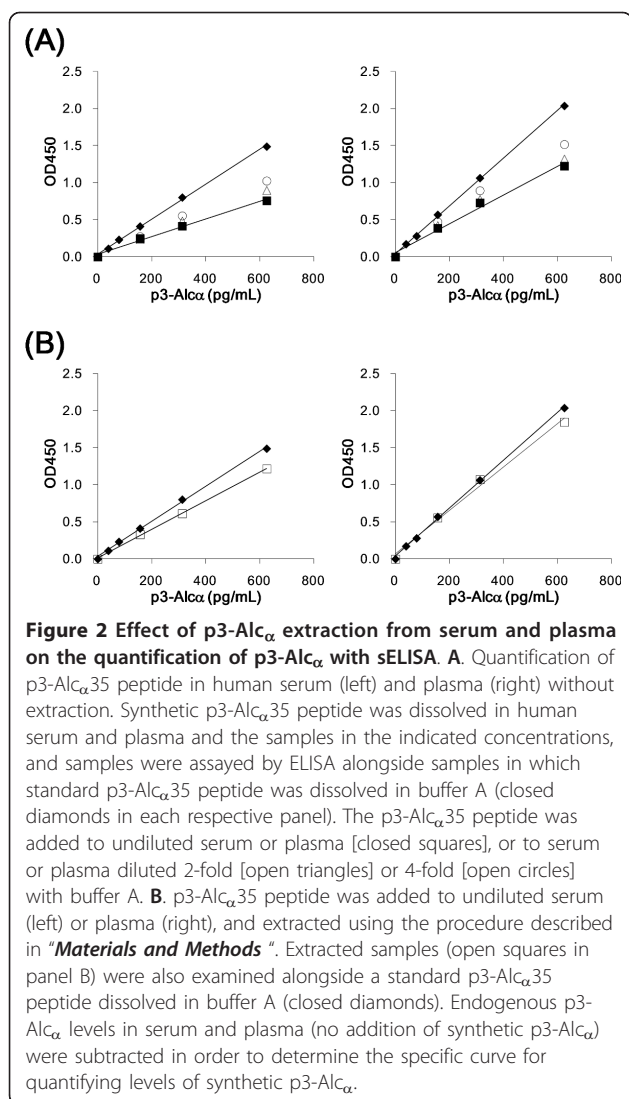 (A)
2.5
2.0
1.5
1.0
0.5
0.0
OD450
0 200 400 600 800
p3-Alcα (pg/mL)
2.5
2.0
1.5
1.0
0.5
0.0
OD450
0 200 400 600 800
p3-Alcα (pg/mL)
(B)
2.5
2.0
1.5
1.0
0.5
0.0
OD450
0 200 400 600 800
p3-Alcα (pg/mL)
2.5
2.0
1.5
1.0
0.5
0.0
OD450
0 200 400 600 800
p3-Alcα (pg/mL)
Figure 2 Effect of p3-Alcα extraction from serum and plasma
on the quantification of p3-Alcα with sELISA. A. Quantification of
p3-Alcα35 peptide in human serum (left) and plasma (right) without
extraction. Synthetic p3-Alcα35 peptide was dissolved in human
serum and plasma and the samples in the indicated concentrations,
and samples were assayed by ELISA alongside samples in which
standard p3-Alcα35 peptide was dissolved in buffer A (closed
diamonds in each respective panel). The p3-Alcα35 peptide was
added to undiluted serum or plasma [closed squares], or to serum
or plasma diluted 2-fold [open triangles] or 4-fold [open circles]
with buffer A. B. p3-Alcα35 peptide was added to undiluted serum
(left) or plasma (right), and extracted using the procedure described
in “Materials and Methods “. Extracted samples (open squares in
panel B) were also examined alongside a standard p3-Alcα35
peptide dissolved in buffer A (closed diamonds). Endogenous p3-
Alcα levels in serum and plasma (no addition of synthetic p3-Alcα)
were subtracted in order to determine the specific curve for
quantifying levels of synthetic p3-Alcα.